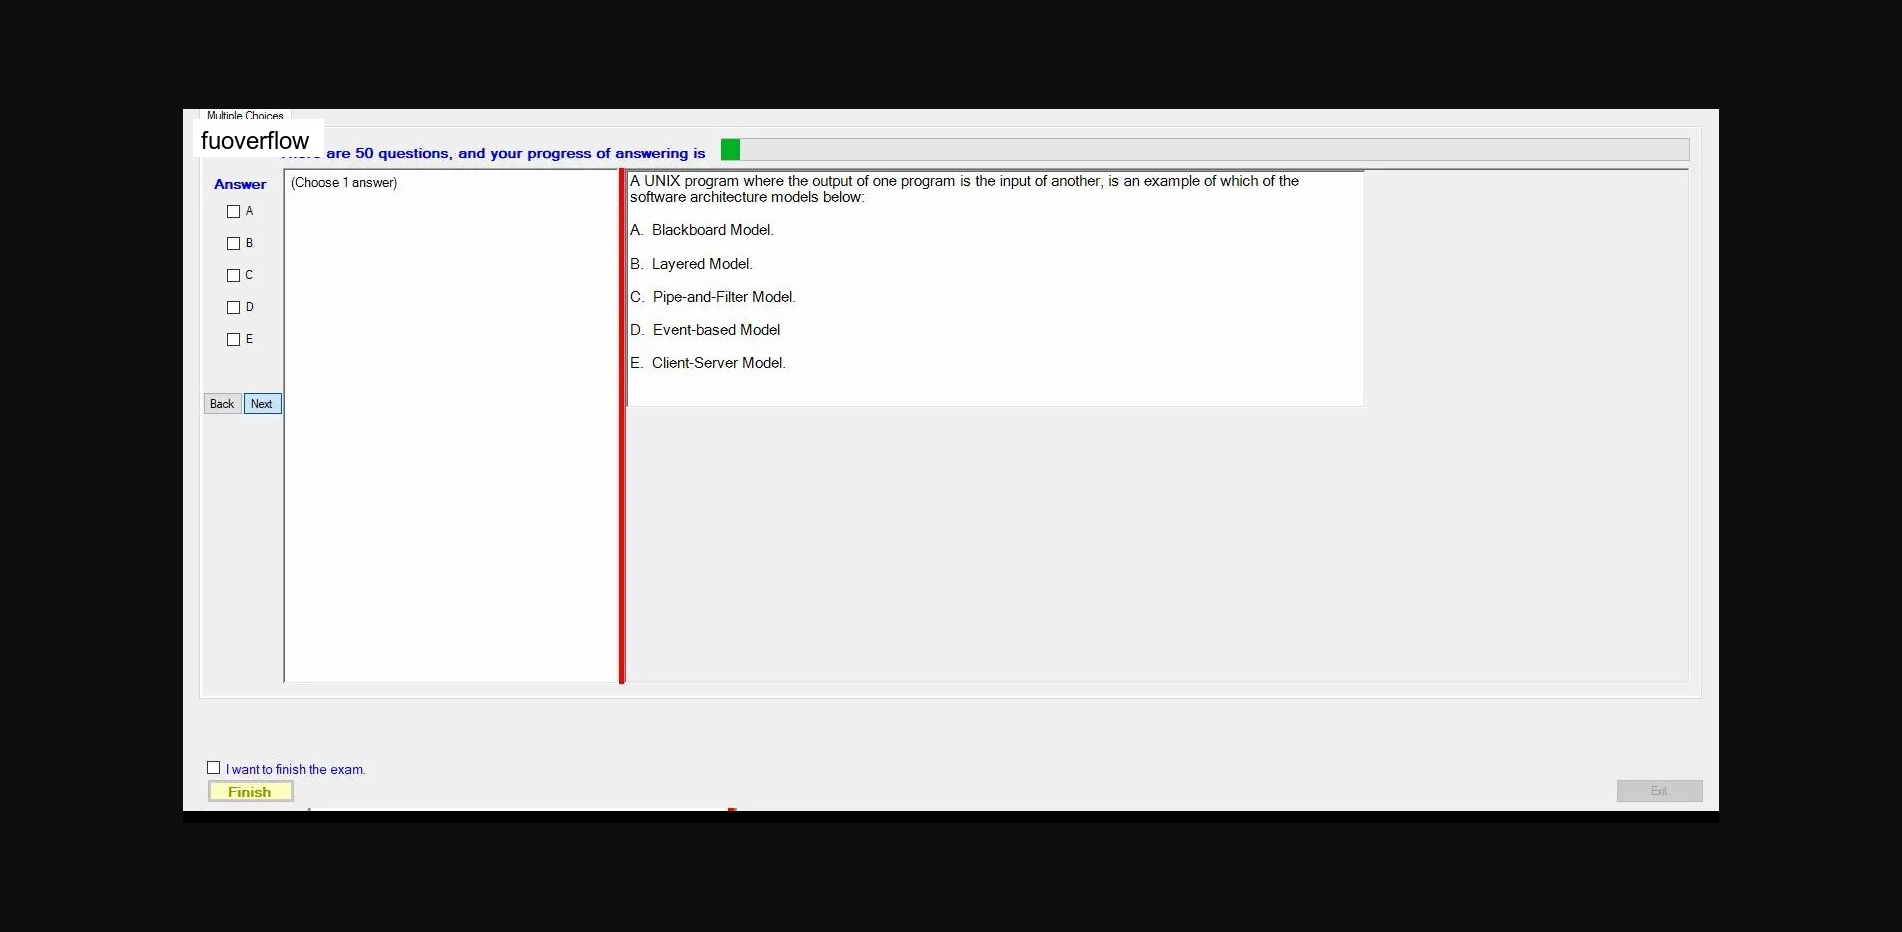 Multiple Choices
fuoverflow
are 50 questions, and your progress of answering is
Answer
(Choose 1 answer)
A
B
C
D
E
Back Next
A UNIX program where the output of one program is the input of another, is an example of which of the
software architecture models below:
A. Blackboard Model.
B. Layered Model.
C. Pipe-and-Filter Model.
D. Event-based Model
E. Client-Server Model.
I want to finish the exam.
Finish
Exit